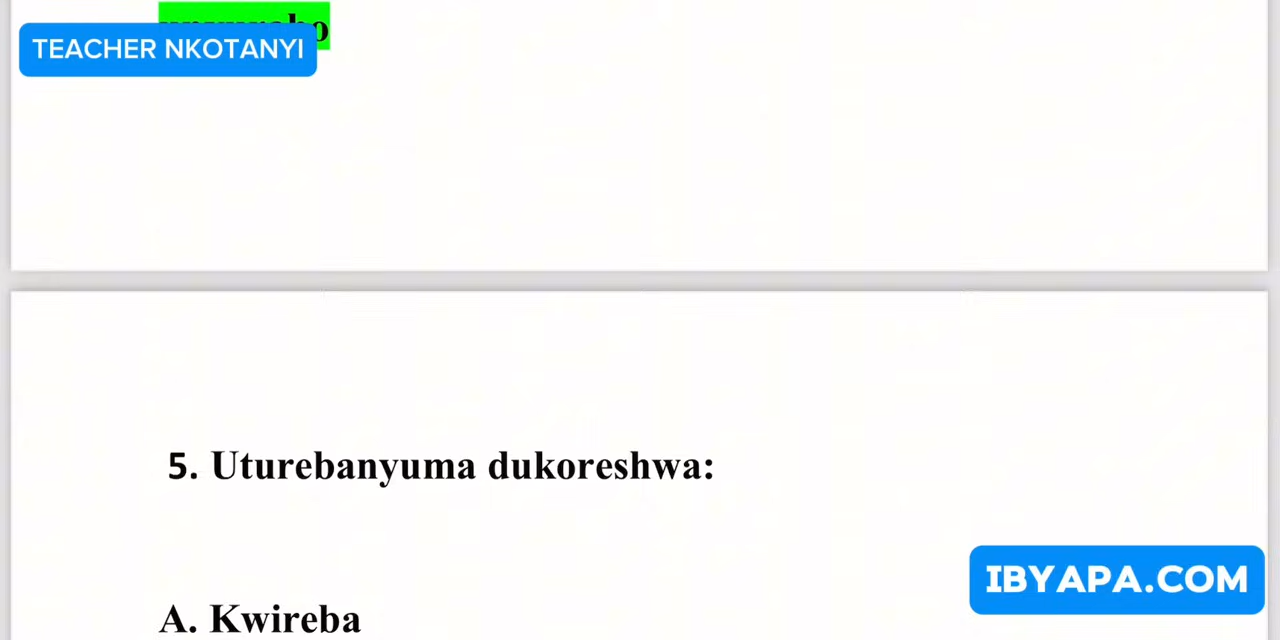 TEACHER NKOTANYI
5. Uturebanyuma dukoreshwa:
A. Kwireba
IBYAPA.COM